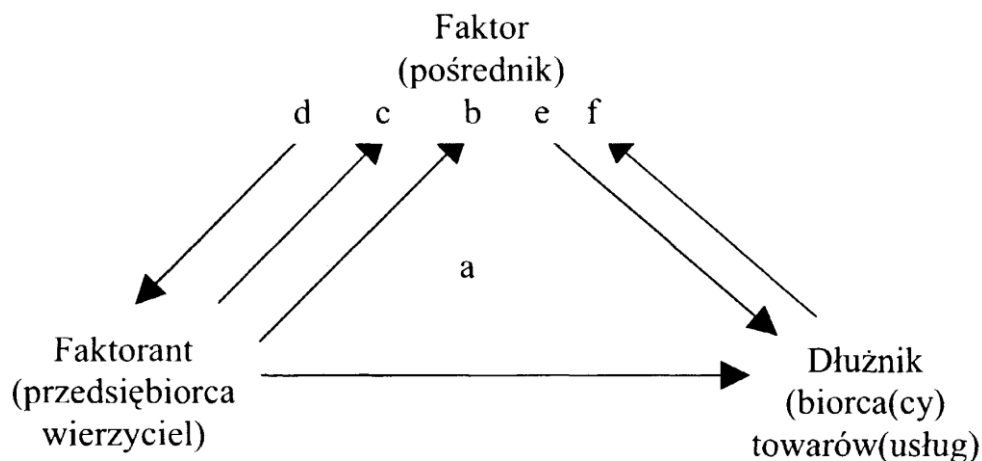 Faktor
(pośrednik)
d c b e f
a
Faktorant
(przedsiębiorca
wierzyciel)
Dłużnik
(biorca(cy)
towarów(usług)